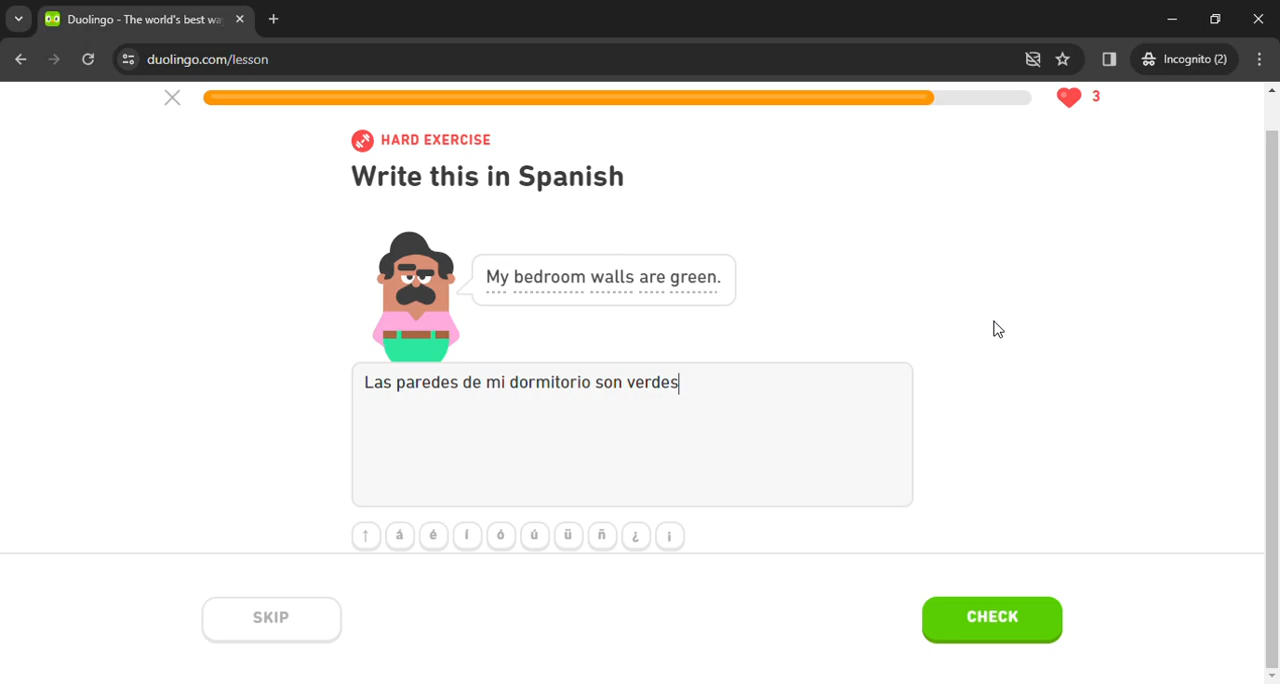 Duolingo - The world's best wa
duolingo.com/lesson
Incognito (2)
3
HARD EXERCISE
Write this in Spanish
My bedroom walls are green.
Las paredes de mi dormitorio son verdes
↑ á é í ó ú ü ñ ¿ ¡
SKIP
CHECK